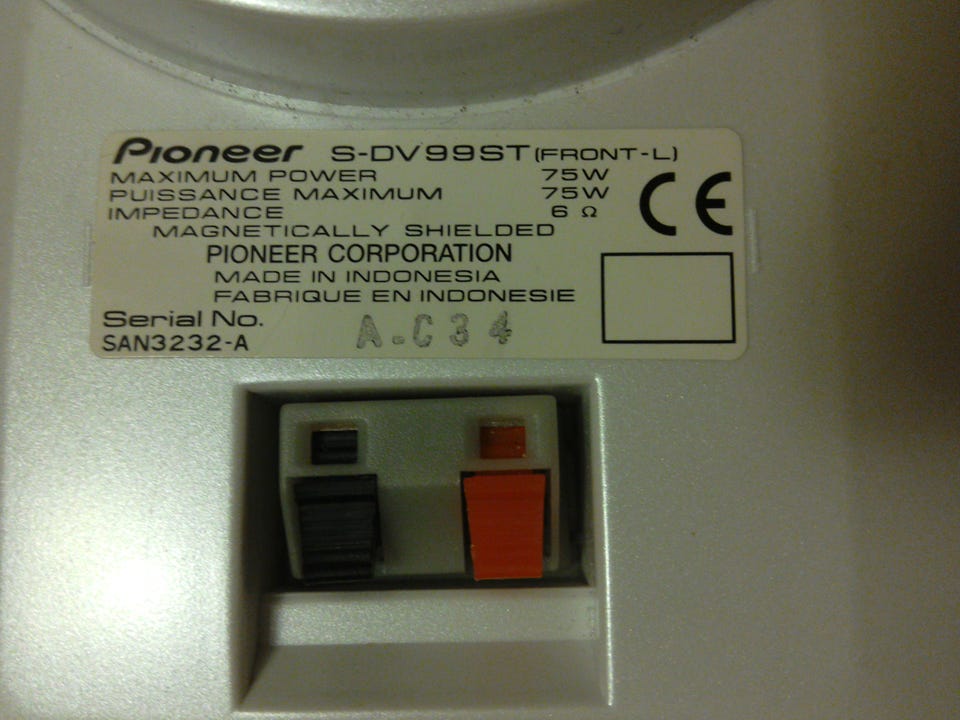 Pioneer S-DV99ST (FRONT-L)
MAXIMUM POWER 75W
PUISSANCE MAXIMUM 75W
IMPEDANCE 6 Ω
CE
MAGNETICALLY SHIELDED
PIONEER CORPORATION
MADE IN INDONESIA
FABRIQUE EN INDONESIE
Serial No. A-C34
SAN3232-A